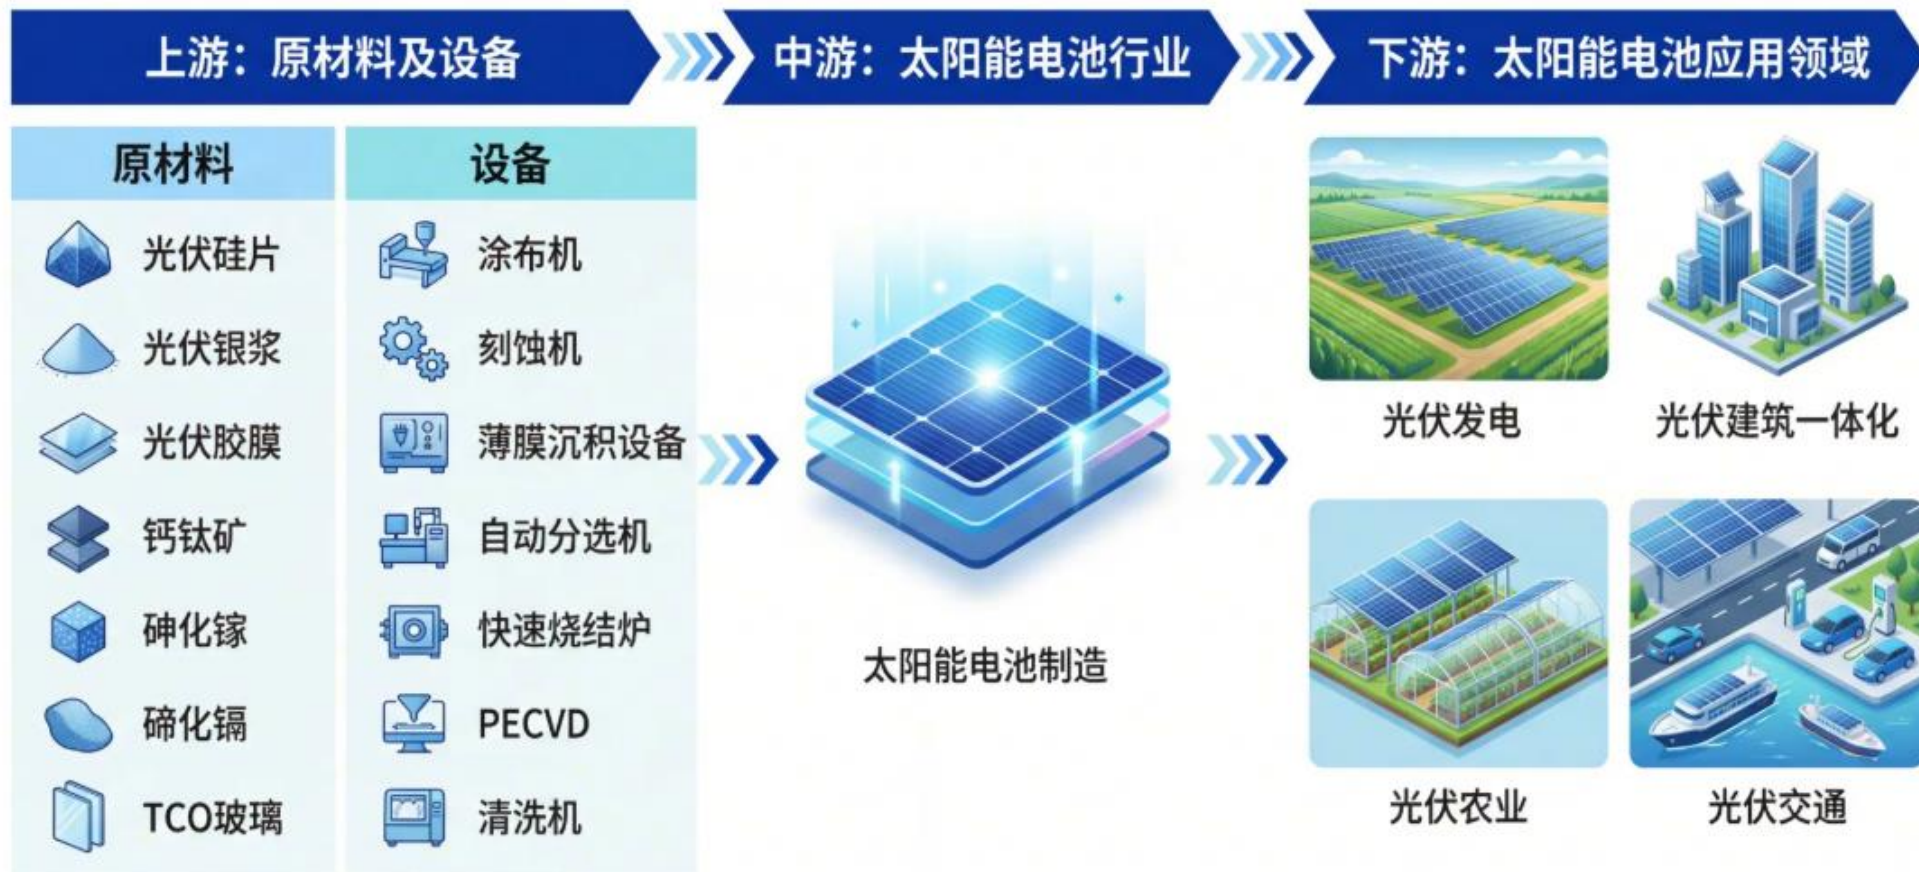 上游：原材料及设备
中游：太阳能电池行业
下游：太阳能电池应用领域
原材料
光伏硅片
光伏银浆
光伏胶膜
钙钛矿
砷化镓
碲化镉
TCO玻璃
设备
涂布机
刻蚀机
薄膜沉积设备
自动分选机
快速烧结炉
PECVD
清洗机
太阳能电池制造
光伏发电
光伏建筑一体化
光伏农业
光伏交通